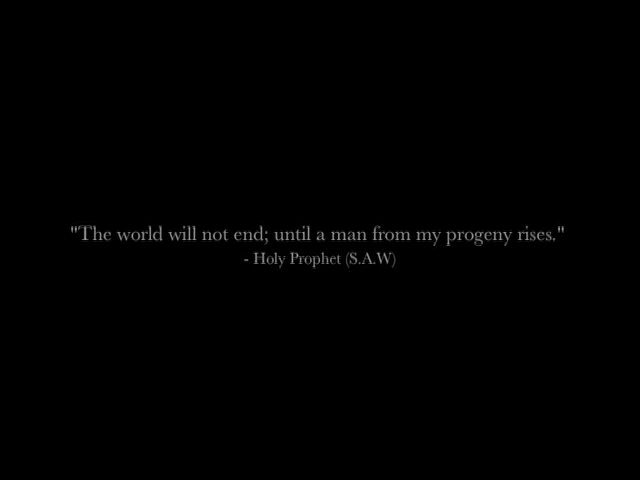 "The world will not end; until a man from my progeny rises."
- Holy Prophet (S.A.W)